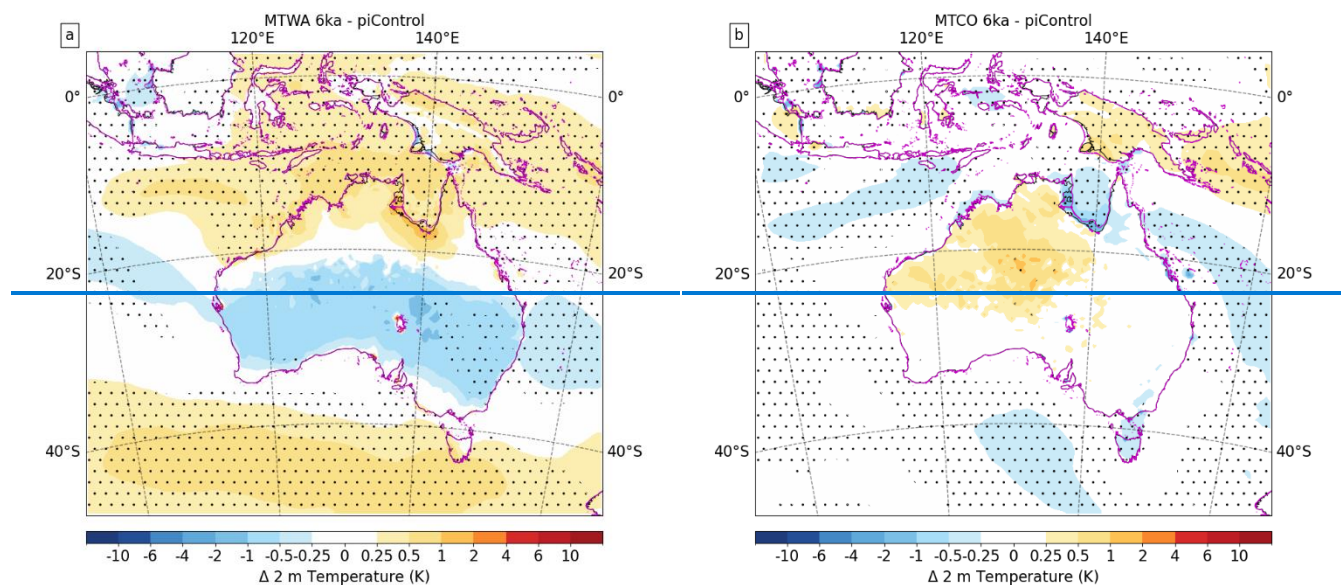 MTWA 6ka - piControl
a
120°E 140°E
0° 0°
20°S 20°S
40°S 40°S
-10 -6 -4 -2 -1 -0.5-0.25 0 0.25 0.5 1 2 4 6 10
Δ 2 m Temperature (K)
MTCO 6ka - piControl
b
120°E 140°E
0° 0°
20°S 20°S
40°S 40°S
-10 -6 -4 -2 -1 -0.5-0.25 0 0.25 0.5 1 2 4 6 10
Δ 2 m Temperature (K)